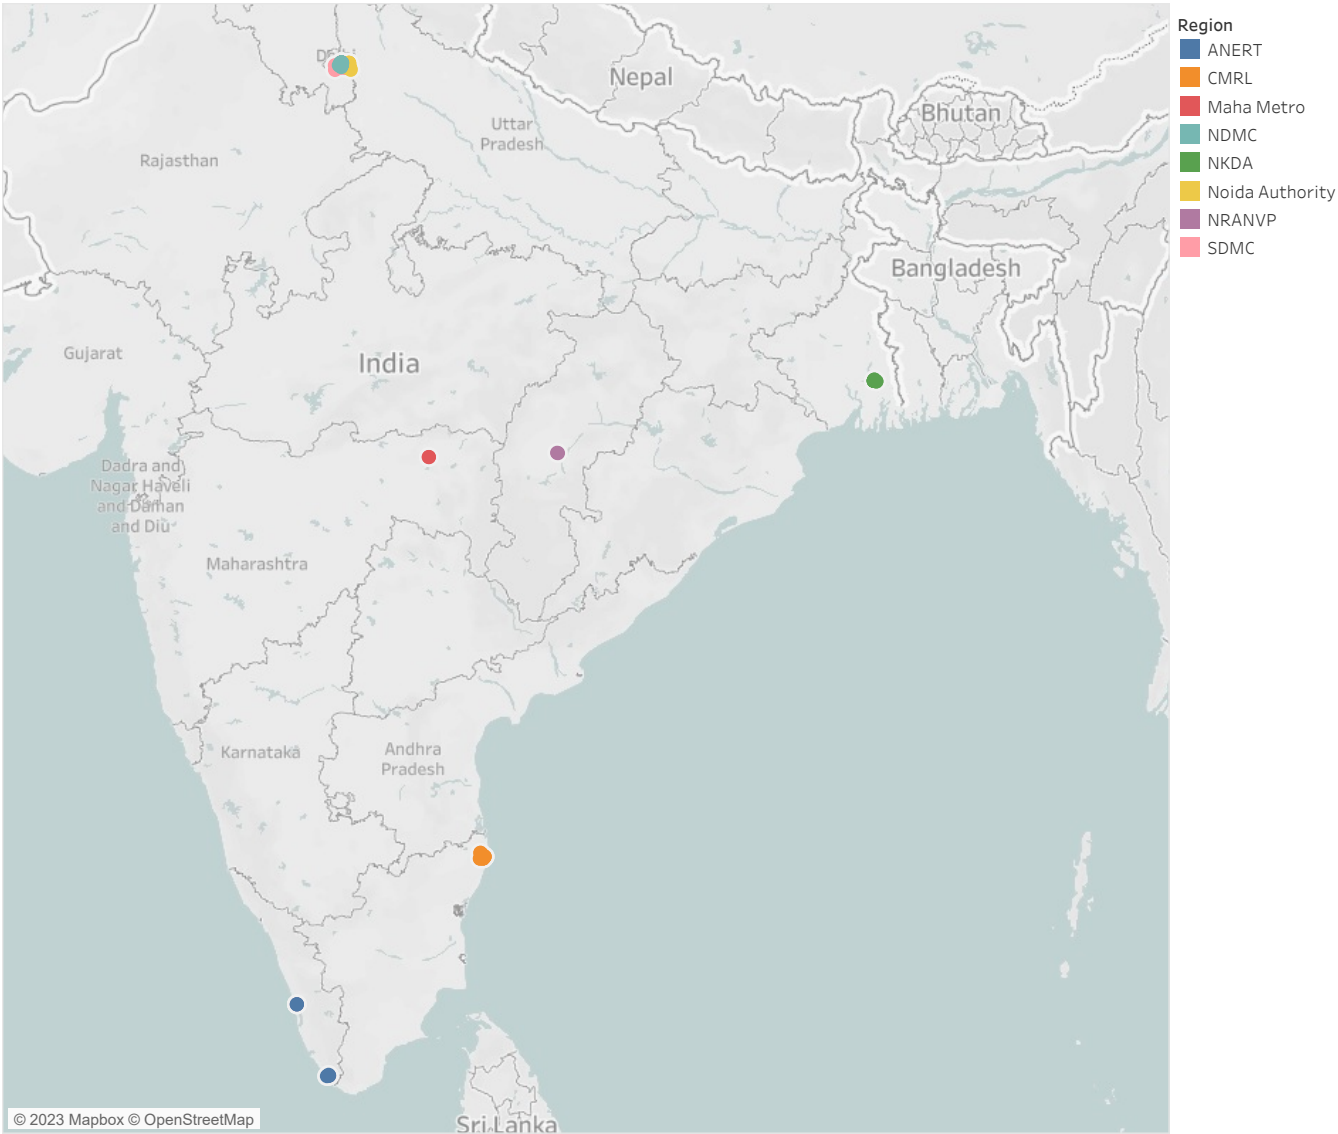 Region
ANERT
CMRL
Maha Metro
NDMC
NKDA
Noida Authority
NRANVP
SDMC
Nepal
Bhutan
Uttar
Pradesh
Rajasthan
Bangladesh
Gujarat
India
Dadra and
Nagar Haveli
and Daman
and Diu
Maharashtra
Karnataka
Andhra
Pradesh
Sri Lanka
© 2023 Mapbox © OpenStreetMap